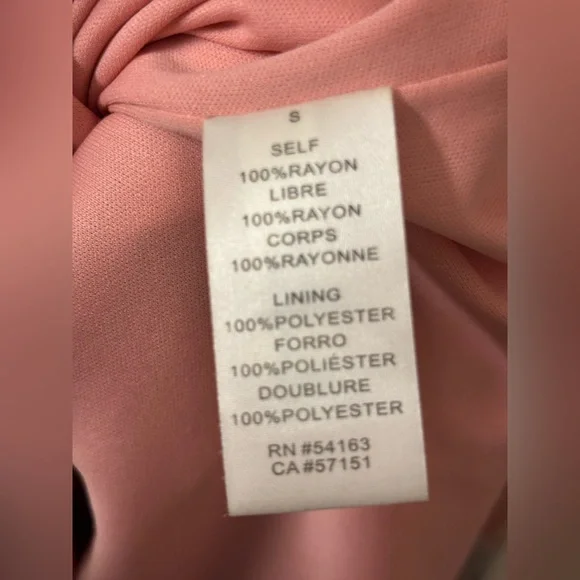 S
SELF
100%RAYON
LIBRE
100%RAYON
CORPS
100%RAYONNE
LINING
100%POLYESTER
FORRO
100%POLIÉSTER
DOUBLURE
100%POLYESTER
RN #54163
CA#57151